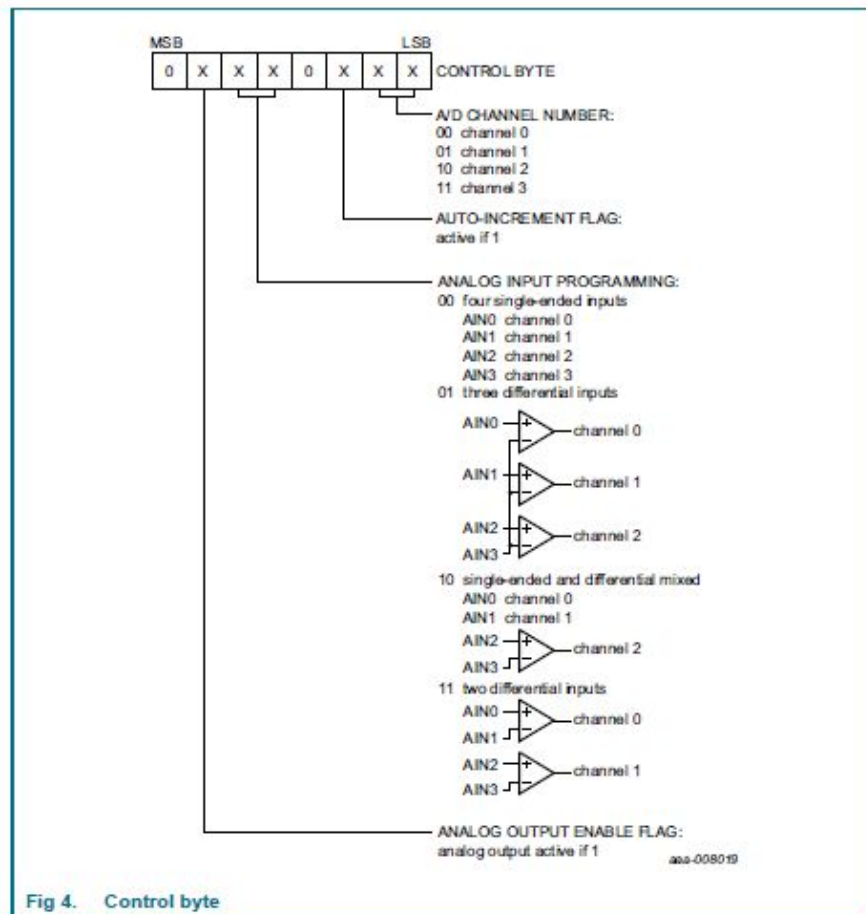 MSB LSB
0 X X X 0 X X X CONTROL BYTE
A/D CHANNEL NUMBER:
00 channel 0
01 channel 1
10 channel 2
11 channel 3
AUTO-INCREMENT FLAG:
active if 1
ANALOG INPUT PROGRAMMING:
00 four single-ended inputs
AIN0 channel 0
AIN1 channel 1
AIN2 channel 2
AIN3 channel 3
01 three differential inputs
AIN0 + − channel 0
AIN1 + − channel 1
AIN2 + − channel 2
AIN3
10 single-ended and differential mixed
AIN0 channel 0
AIN1 channel 1
AIN2 + − channel 2
AIN3
11 two differential inputs
AIN0 + − channel 0
AIN1
AIN2 + − channel 1
AIN3
ANALOG OUTPUT ENABLE FLAG:
analog output active if 1
aaa-008019
Fig 4. Control byte